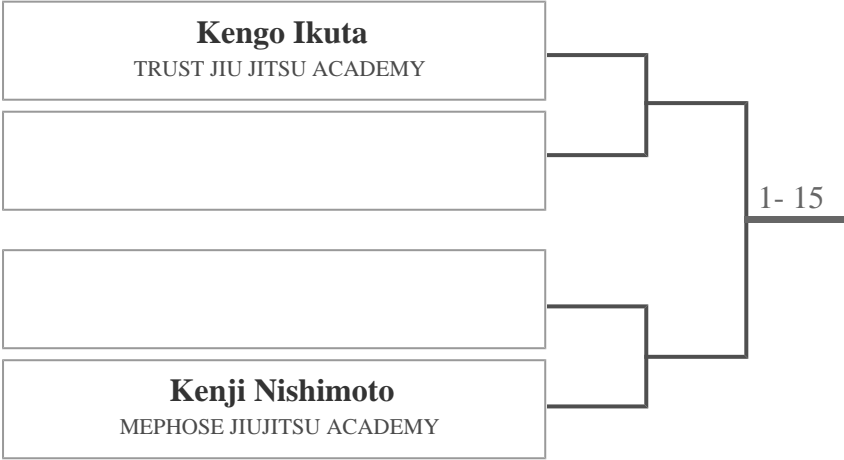 Kengo Ikuta
TRUST JIU JITSU ACADEMY
1- 15
Kenji Nishimoto
MEPHOSE JIUJITSU ACADEMY